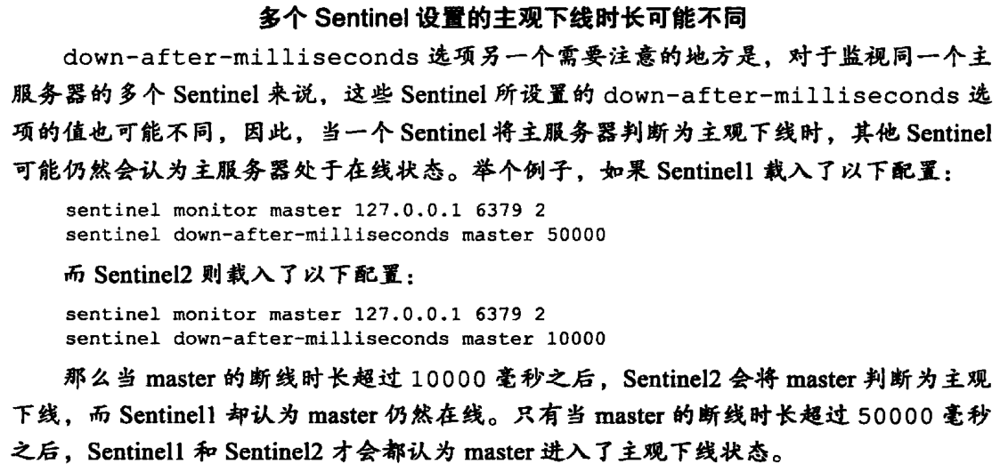 多个 Sentinel 设置的主观下线时长可能不同
down-after-milliseconds 选项另一个需要注意的地方是，对于监视同一个主
服务器的多个 Sentinel 来说，这些 Sentinel 所设置的 down-after-milliseconds 选
项的值也可能不同，因此，当一个 Sentinel 将主服务器判断为主观下线时，其他 Sentinel
可能仍然会认为主服务器处于在线状态。举个例子，如果 Sentinel1 载入了以下配置：
sentinel monitor master 127.0.0.1 6379 2
sentinel down-after-milliseconds master 50000
而 Sentinel2 则载入了以下配置：
sentinel monitor master 127.0.0.1 6379 2
sentinel down-after-milliseconds master 10000
那么当 master 的断线时长超过 10000 毫秒之后，Sentinel2 会将 master 判断为主观
下线，而 Sentinel1 却认为 master 仍然在线。只有当 master 的断线时长超过 50000 毫秒
之后，Sentinel1 和 Sentinel2 才会都认为 master 进入了主观下线状态。